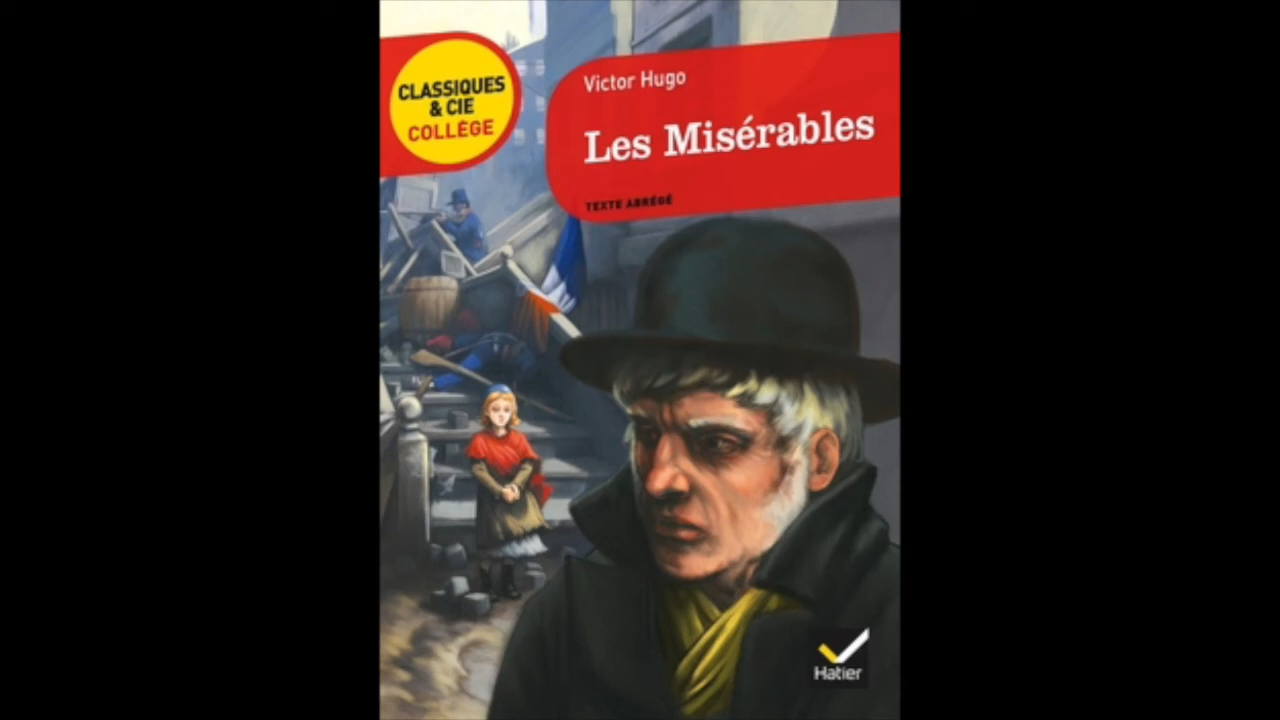 CLASSIQUES
& CIE
COLLÈGE
Victor Hugo
Les Misérables
TEXTE ABRÉGÉ
Hatier